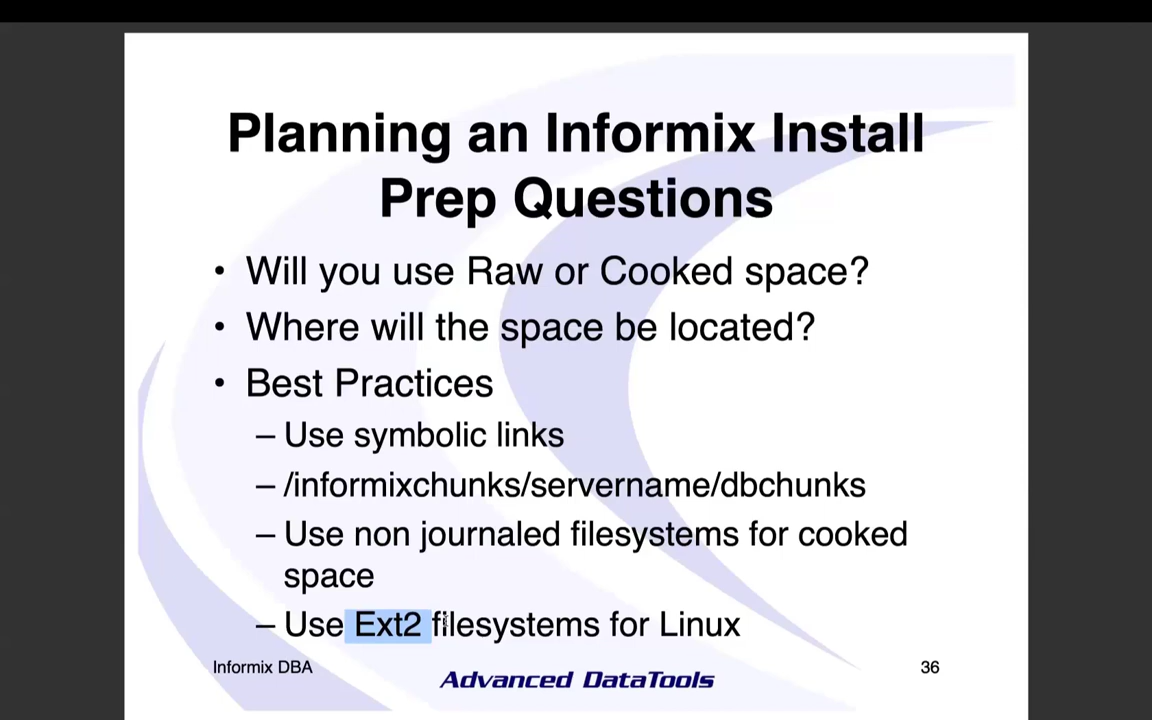 Planning an Informix Install
Prep Questions
• Will you use Raw or Cooked space?
• Where will the space be located?
• Best Practices
– Use symbolic links
– /informixchunks/servername/dbchunks
– Use non journaled filesystems for cooked
space
– Use Ext2 filesystems for Linux
Informix DBA
Advanced DataTools
36